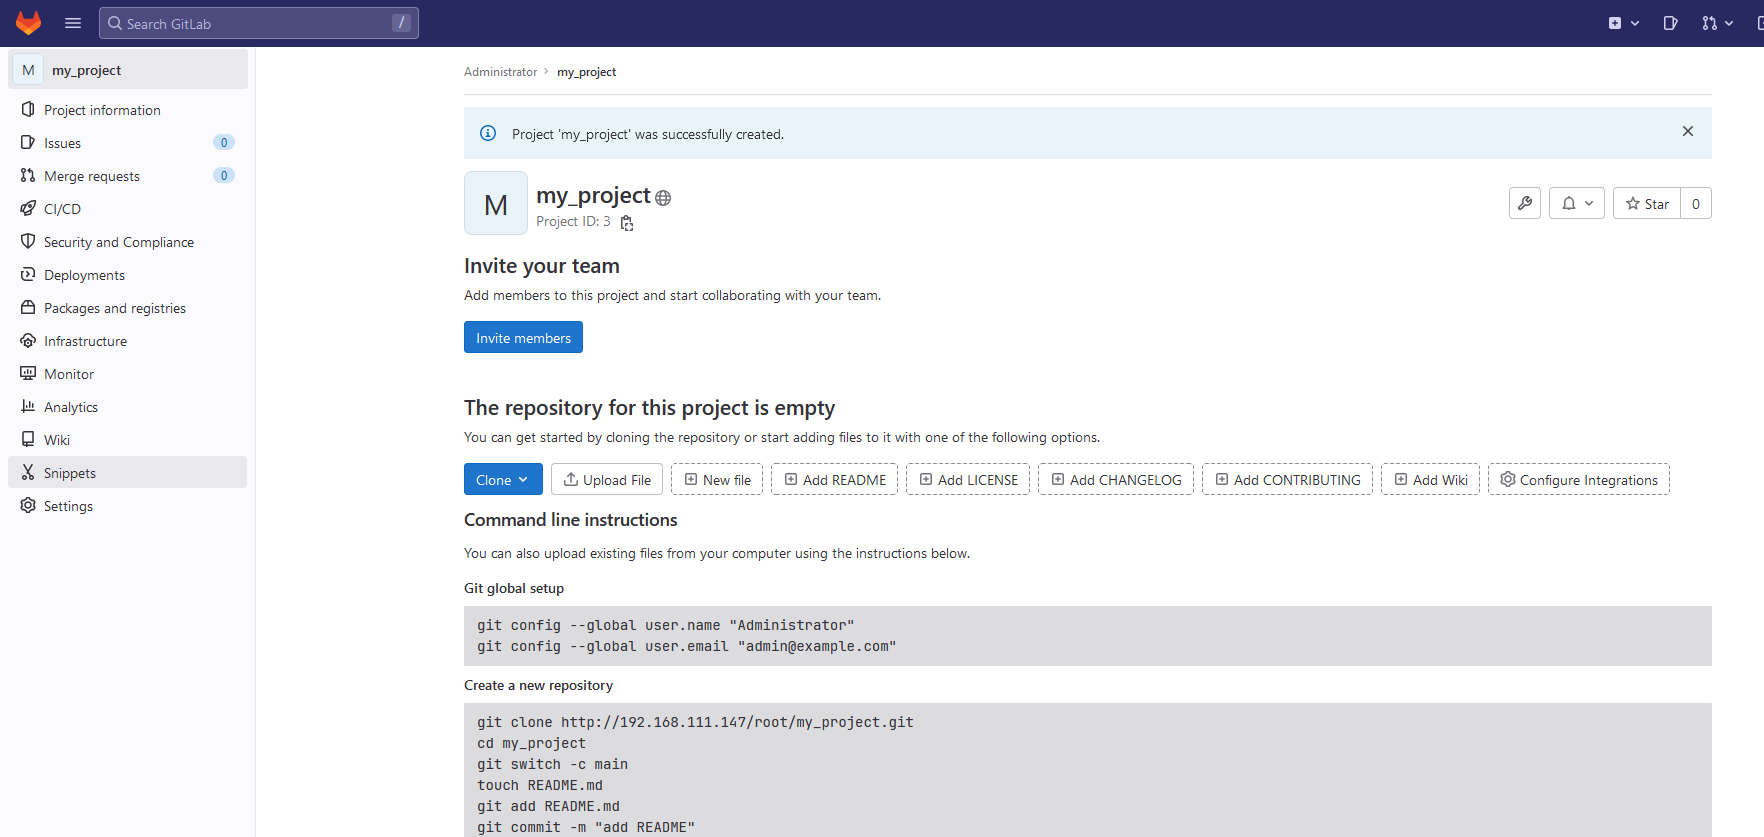 Search GitLab /
M my_project
Project information
Issues 0
Merge requests 0
CI/CD
Security and Compliance
Deployments
Packages and registries
Infrastructure
Monitor
Analytics
Wiki
Snippets
Settings
Administrator › my_project
Project 'my_project' was successfully created.
M
my_project
Project ID: 3
Star 0
Invite your team
Add members to this project and start collaborating with your team.
Invite members
The repository for this project is empty
You can get started by cloning the repository or start adding files to it with one of the following options.
Clone Upload File New file Add README Add LICENSE Add CHANGELOG Add CONTRIBUTING Add Wiki Configure Integrations
Command line instructions
You can also upload existing files from your computer using the instructions below.
Git global setup
git config --global user.name "Administrator"
git config --global user.email "admin@example.com"
Create a new repository
git clone http://192.168.111.147/root/my_project.git
cd my_project
git switch -c main
touch README.md
git add README.md
git commit -m "add README"